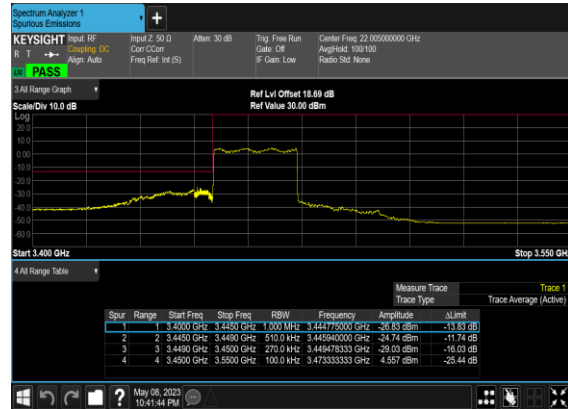 Spectrum Analyzer 1
Spurious Emissions
+
KEYSIGHT Input: RF Input Z: 50 Ω Atten: 30 dB Trig: Free Run Center Freq: 22.005000000 GHz
R T Coupling: DC Corr CCorr Gate: Off Avg|Hold: 100/100
Align: Auto Freq Ref: Int (S) IF Gain: Low Radio Std: None
LW PASS
3 All Range Graph
Ref Lvl Offset 18.69 dB
Scale/Div 10.0 dB Ref Value 30.00 dBm
Log
20.0
10.0
0.00
-10.0
-20.0
-30.0
-40.0
-50.0
-60.0
Start 3.400 GHz Stop 3.550 GHz
4 All Range Table
Measure Trace Trace 1
Trace Type Trace Average (Active)
Spur Range Start Freq Stop Freq RBW Frequency Amplitude ΔLimit
1 1 3.4000 GHz 3.4450 GHz 1.000 MHz 3.444775000 GHz -26.83 dBm -13.83 dB
2 2 3.4450 GHz 3.4490 GHz 510.0 kHz 3.445940000 GHz -24.74 dBm -11.74 dB
3 3 3.4490 GHz 3.4500 GHz 270.0 kHz 3.449478333 GHz -29.03 dBm -16.03 dB
4 4 3.4500 GHz 3.5500 GHz 100.0 kHz 3.473333333 GHz 4.557 dBm -25.44 dB
? May 08, 2023
10:41:44 PM